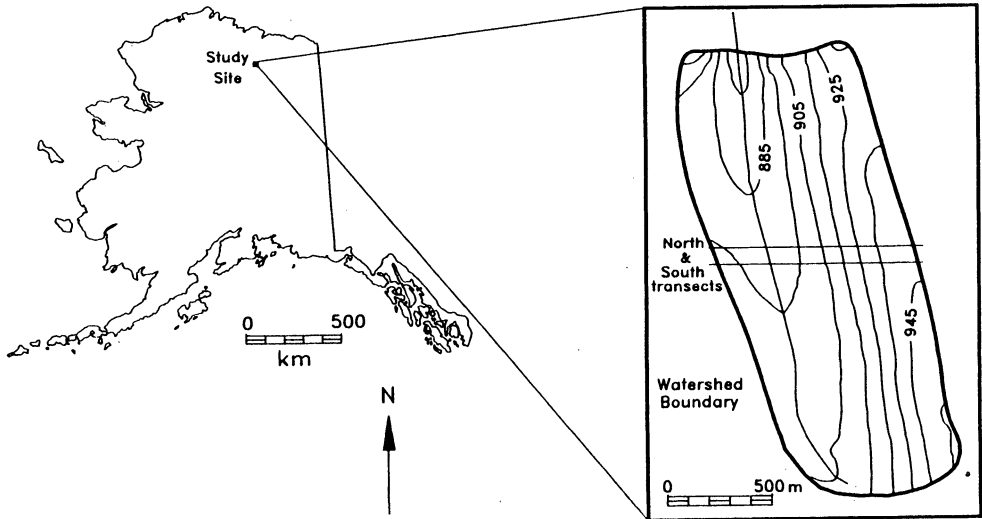 Study
Site
0 500
km
N
885
905
925
North
&
South
transects
945
Watershed
Boundary
0 500 m